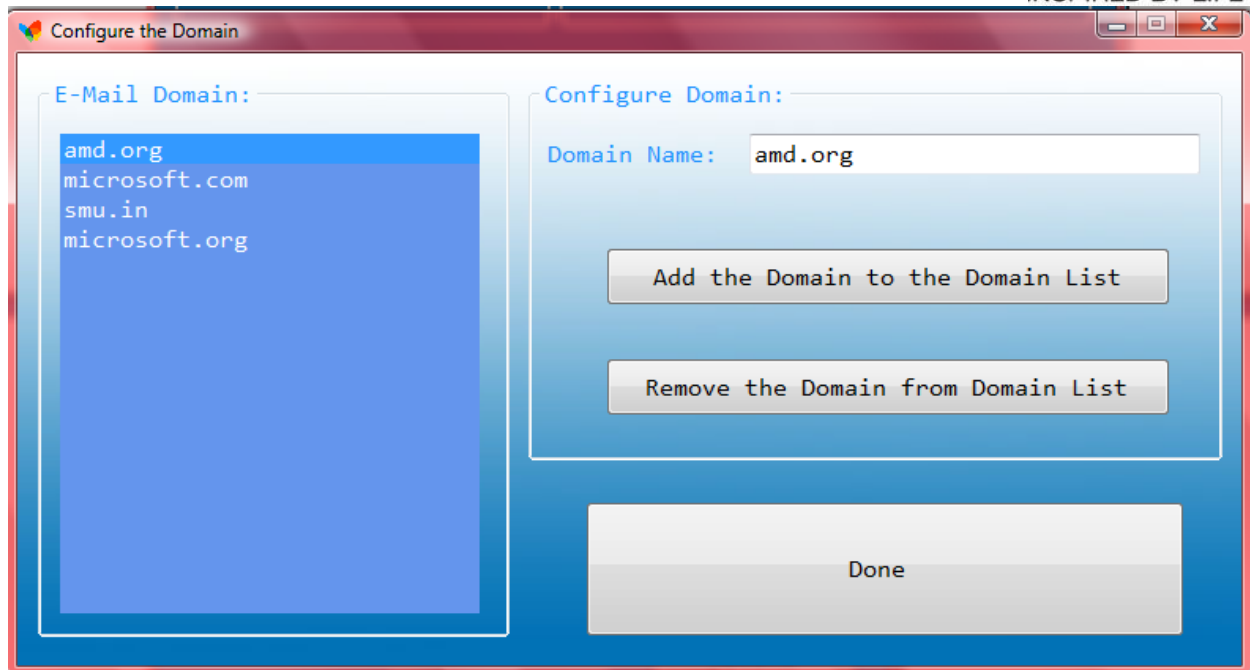 Configure the Domain
E-Mail Domain:
amd.org
microsoft.com
smu.in
microsoft.org
Configure Domain:
Domain Name: amd.org
Add the Domain to the Domain List
Remove the Domain from Domain List
Done